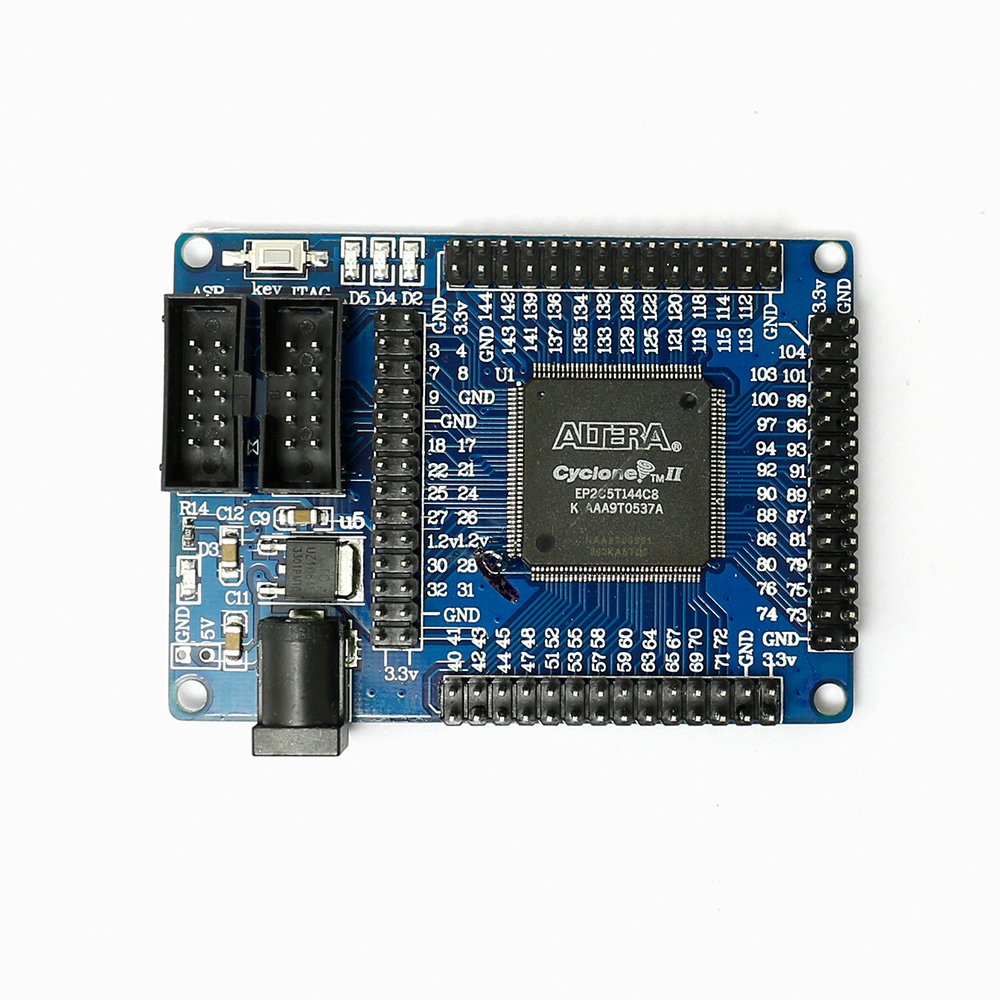 ASP
key
JTAG
D5 D4 D2
GND 3.3v
3 4
7 8
9 GND
GND
18 17
22 21
25 24
27 26
1.2v 1.2v
30 28
32 31
GND
3.3v
GND 144 142 139 136 135 134 132 126 122 120 118 114 112 GND
143 141 137 133 129 125 121 119 115 113
U1
ALTERA®
Cyclone™ II
EP2C5T144C8
K AAA9T0537A
3.3v GND
104
103 101
100 99
97 96
94 93
92 91
90 89
88 87
86 81
80 79
76 75
74 73
GND
3.3v
R14
C12
C9
u5
D3
C11
GND
5V
41 43 45 48 52 55 58 60 64 67 70 72 GND
40 42 44 47 51 53 57 59 63 65 69 71